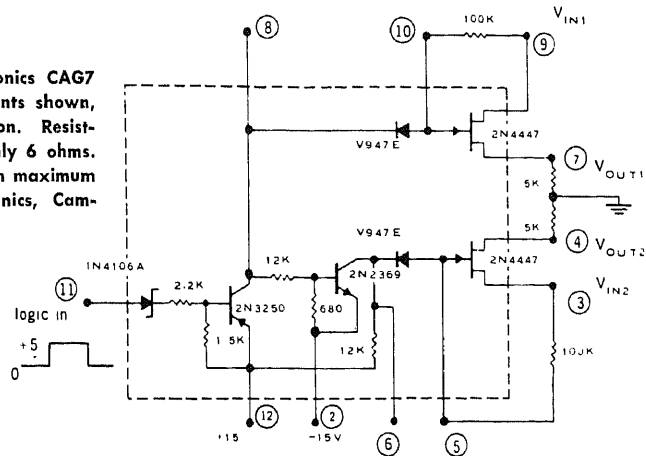 onics CAG7
nts shown,
on. Resist-
nly 6 ohms.
n maximum
nics, Cam-
8
10
100K
9
V IN1
2N4447
V947E
7
V OUT1
5K
5K
4
V OUT2
V947E
2N4447
3
V IN2
1N4106A
11
2.2K
12K
2N2369
2N3250
680
1.5K
12K
100K
logic in
+5
0
12
+15
2
-15V
6
5